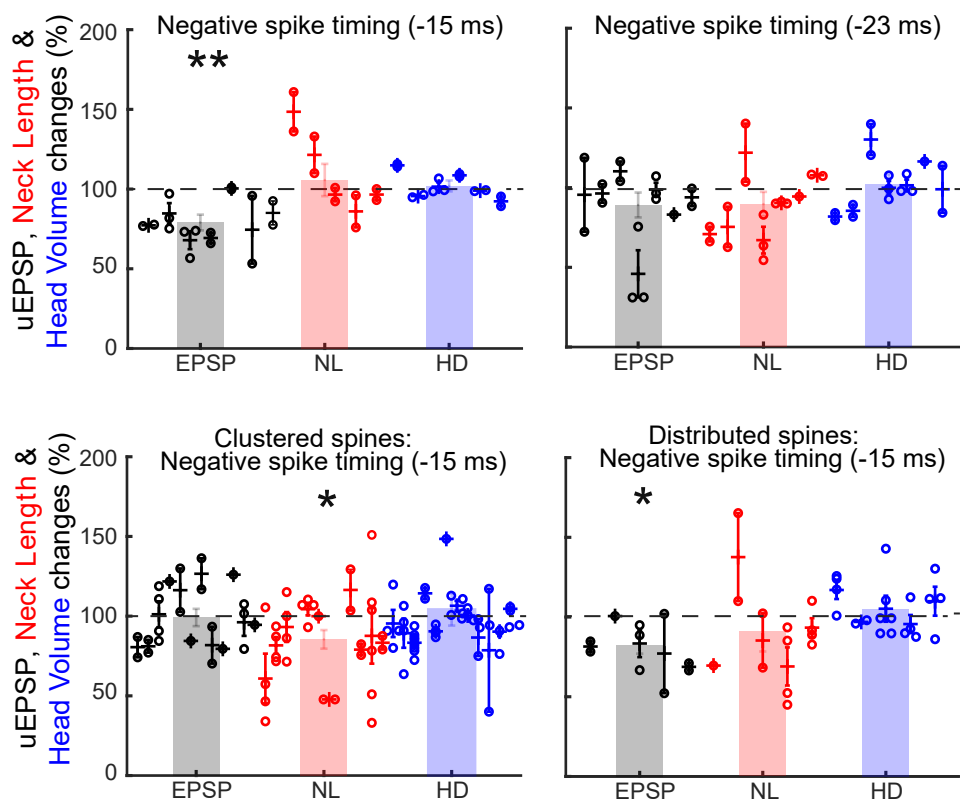 Negative spike timing (-15 ms)
Negative spike timing (-23 ms)
uEPSP, Neck Length &
Head Volume changes (%)
200
150
100
50
0
**
EPSP
NL
HD
EPSP
NL
HD
Clustered spines:
Negative spike timing (-15 ms)
Distributed spines:
Negative spike timing (-15 ms)
uEPSP, Neck Length &
Head Volume changes (%)
200
150
100
50
0
*
*
EPSP
NL
HD
EPSP
NL
HD